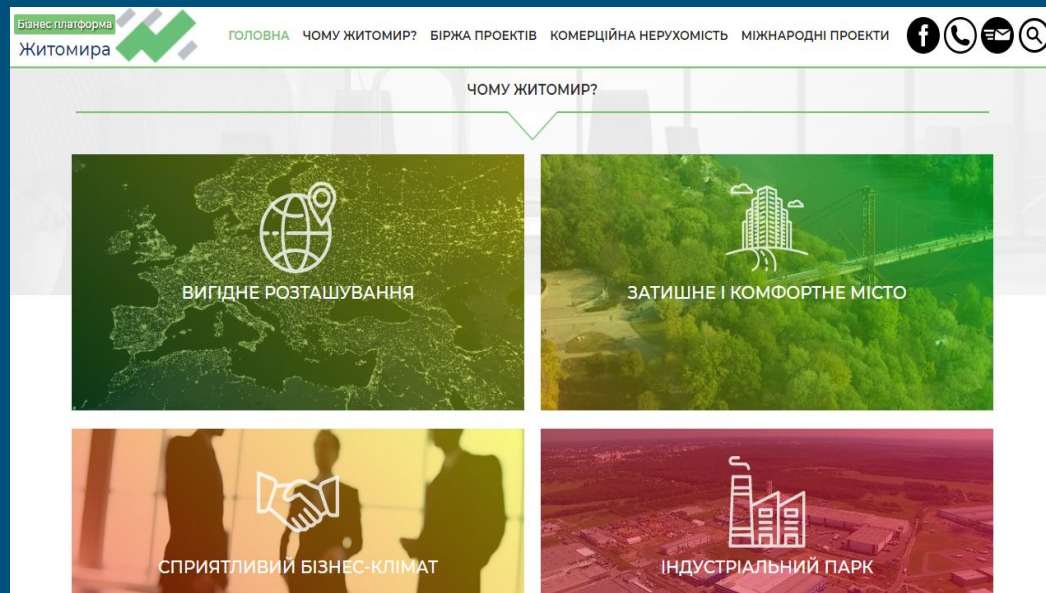 Бізнес платформа
Житомира
ГОЛОВНА ЧОМУ ЖИТОМИР? БІРЖА ПРОЕКТІВ КОМЕРЦІЙНА НЕРУХОМІСТЬ МІЖНАРОДНІ ПРОЕКТИ
ЧОМУ ЖИТОМИР?
ВИГІДНЕ РОЗТАШУВАННЯ
ЗАТИШНЕ І КОМФОРТНЕ МІСТО
СПРИЯТЛИВИЙ БІЗНЕС-КЛІМАТ
ІНДУСТРІАЛЬНИЙ ПАРК